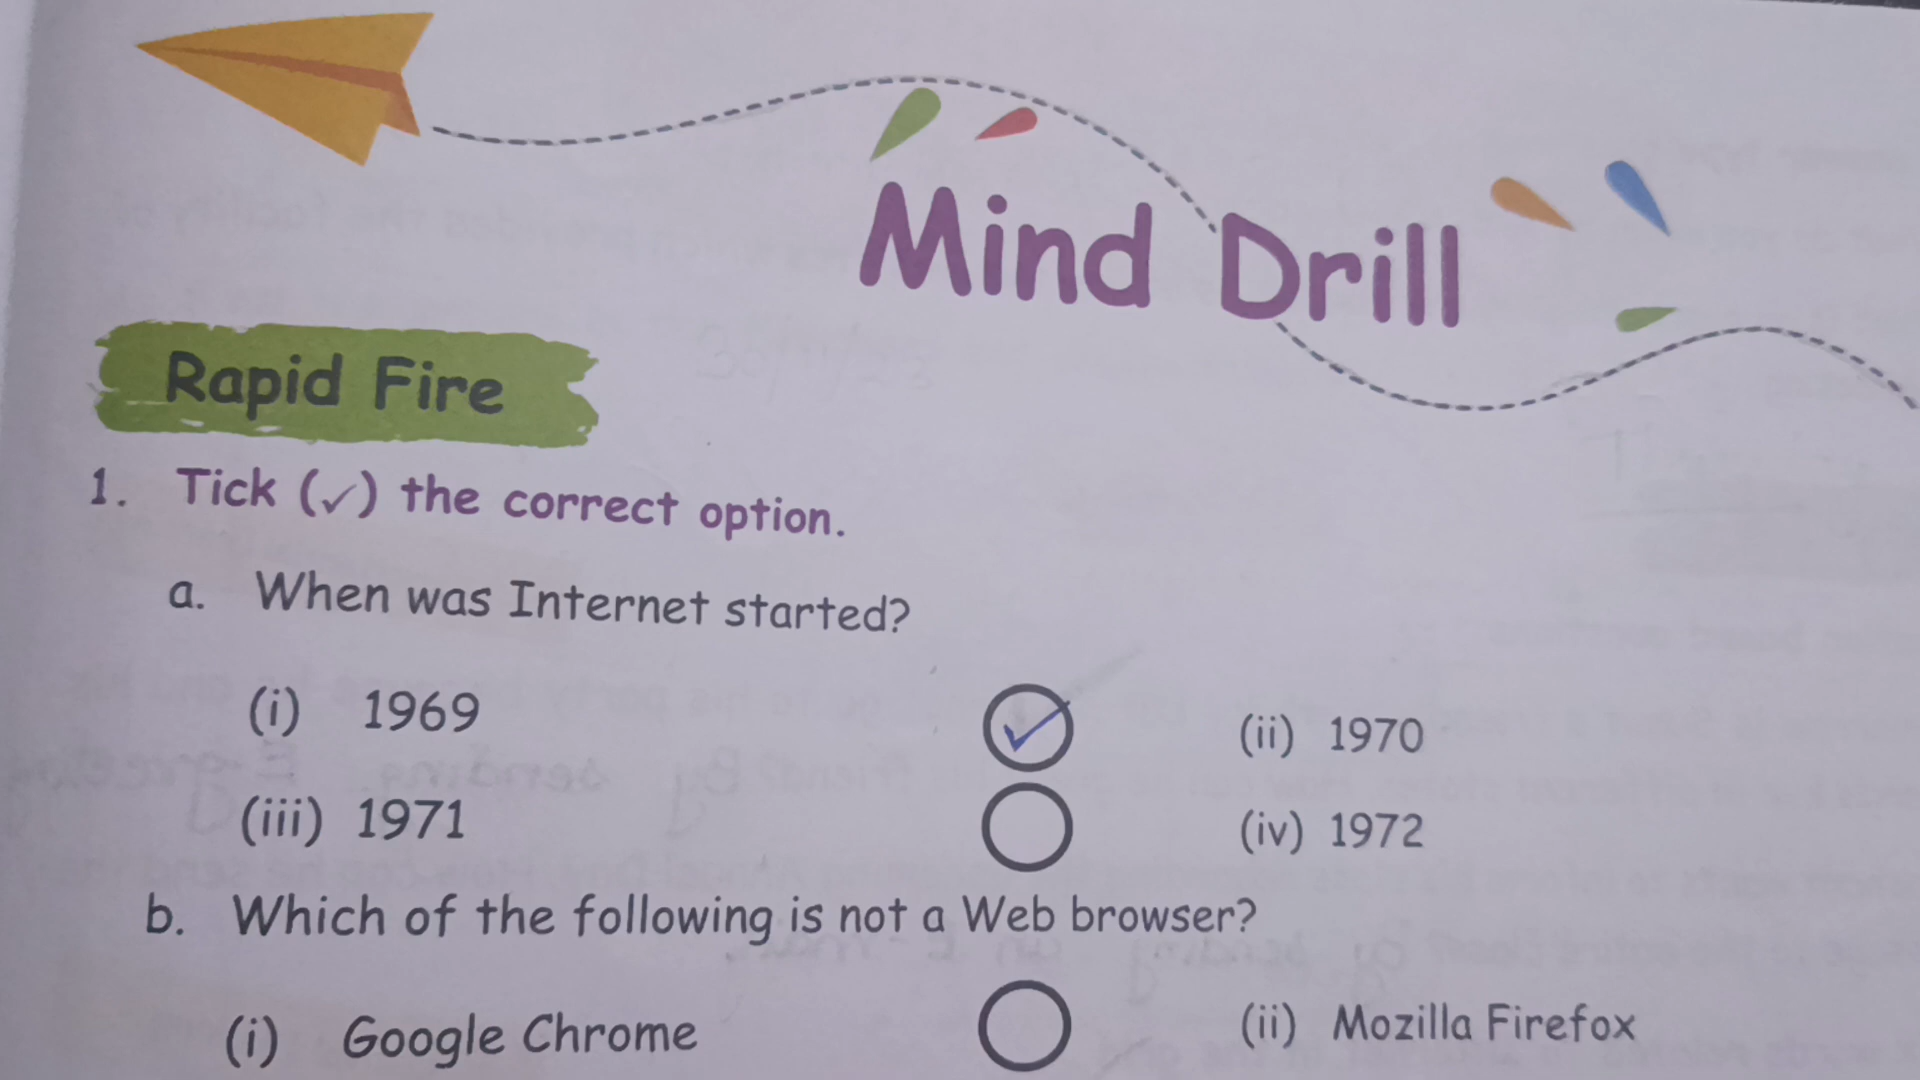 Mind Drill
Rapid Fire
1. Tick (✓) the correct option.
a. When was Internet started?
(i) 1969 ✓ (ii) 1970
(iii) 1971 (iv) 1972
b. Which of the following is not a Web browser?
(i) Google Chrome (ii) Mozilla Firefox